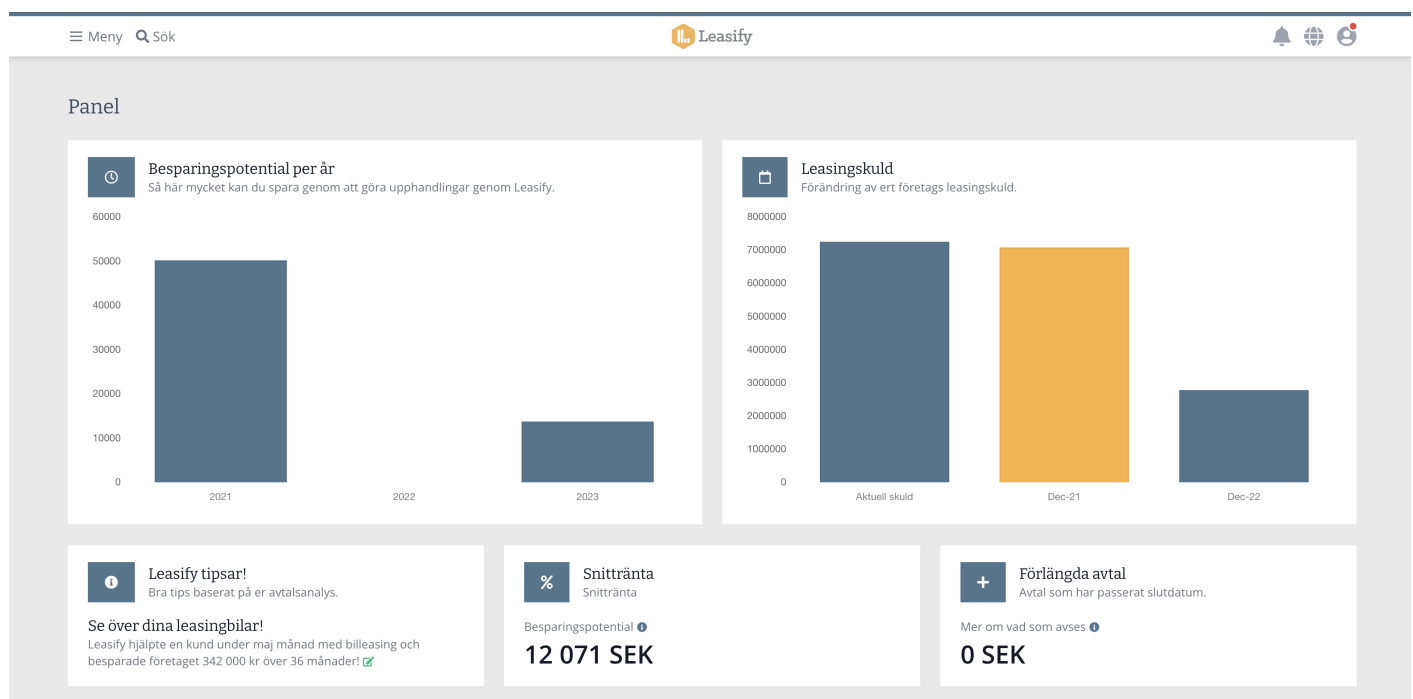 Meny
Sök
Leasify
Panel
Besparingspotential per år
Så här mycket kan du spara genom att göra upphandlingar genom Leasify.
60000
50000
40000
30000
20000
10000
0
2021
2022
2023
Leasingskuld
Förändring av ert företags leasingskuld.
8000000
7000000
6000000
5000000
4000000
3000000
2000000
1000000
0
Aktuell skuld
Dec-21
Dec-22
Leasify tipsar!
Bra tips baserat på er avtalsanalys.
Se över dina leasingbilar!
Leasify hjälpte en kund under maj månad med billeasing och
besparade företaget 342 000 kr över 36 månader!
%
Snittränta
Snittränta
Besparingspotential
12 071 SEK
Förlängda avtal
Avtal som har passerat slutdatum.
Mer om vad som avses
0 SEK